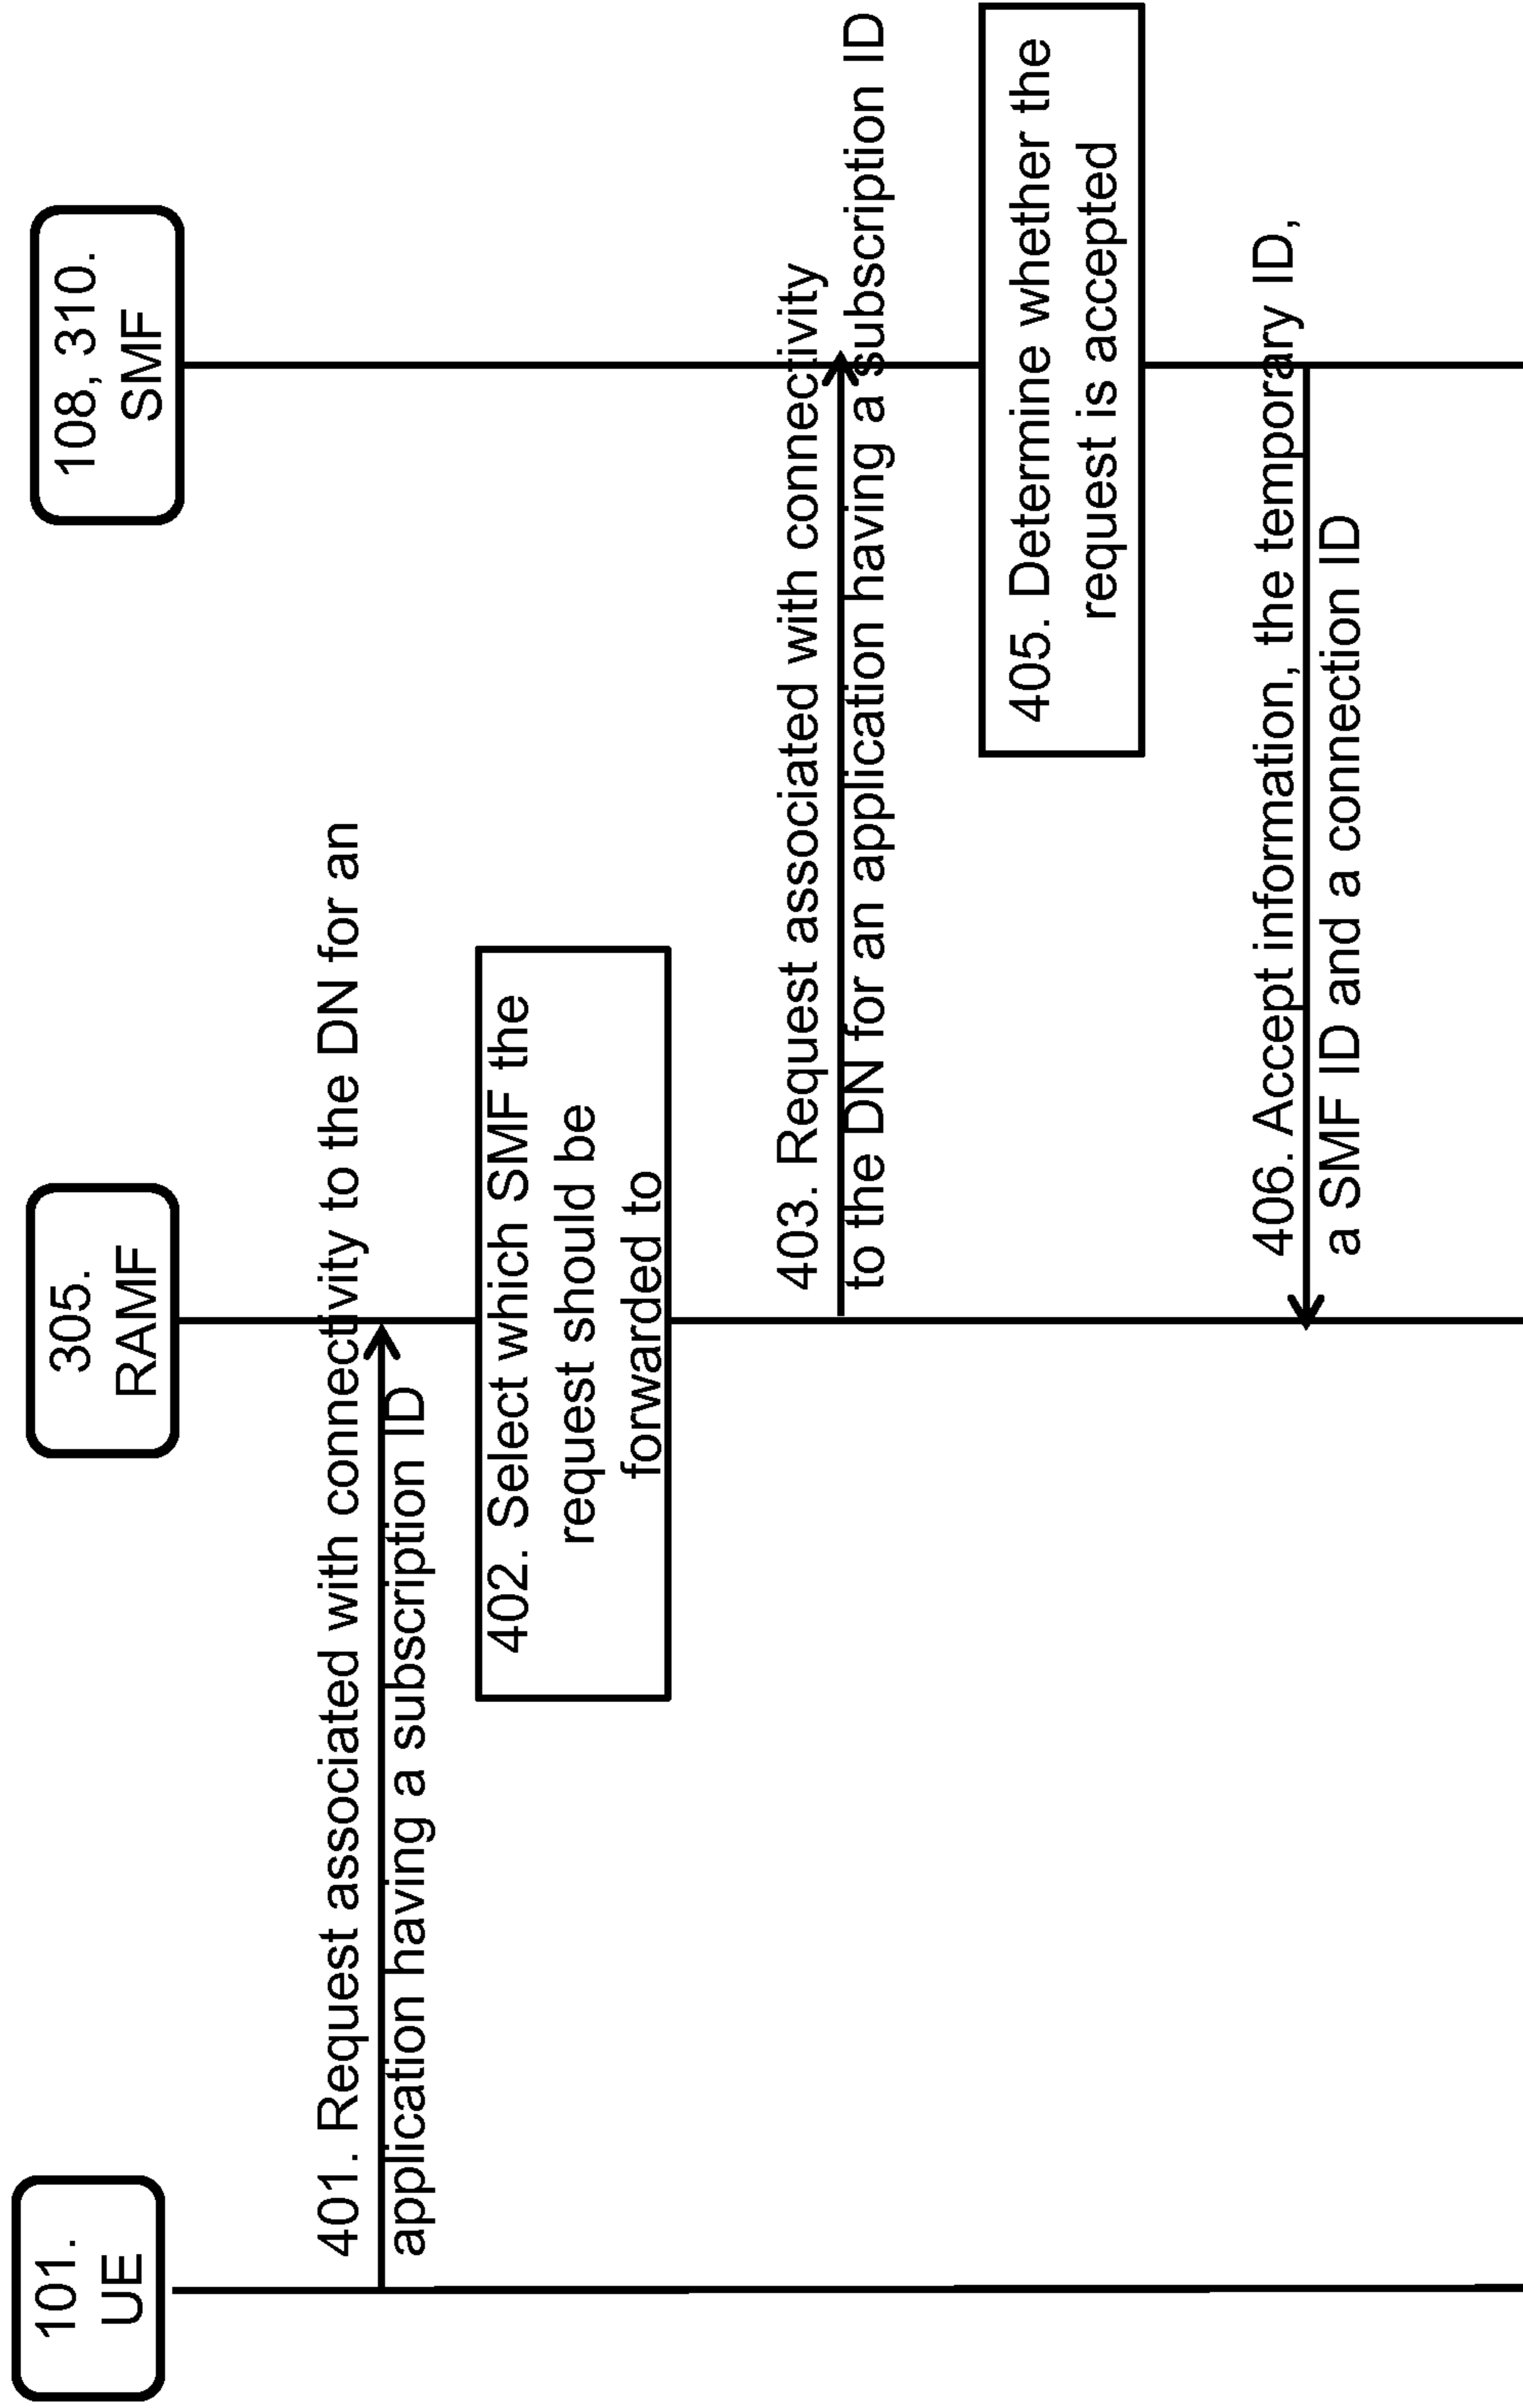 101.
UE
305.
RAMF
108, 310.
SMF
401. Request associated with connectivity to the DN for an
application having a subscription ID
402. Select which SMF the
request should be
forwarded to
403. Request associated with connectivity
to the DN for an application having a subscription ID
405. Determine whether the
request is accepted
406. Accept information, the temporary ID,
a SMF ID and a connection ID